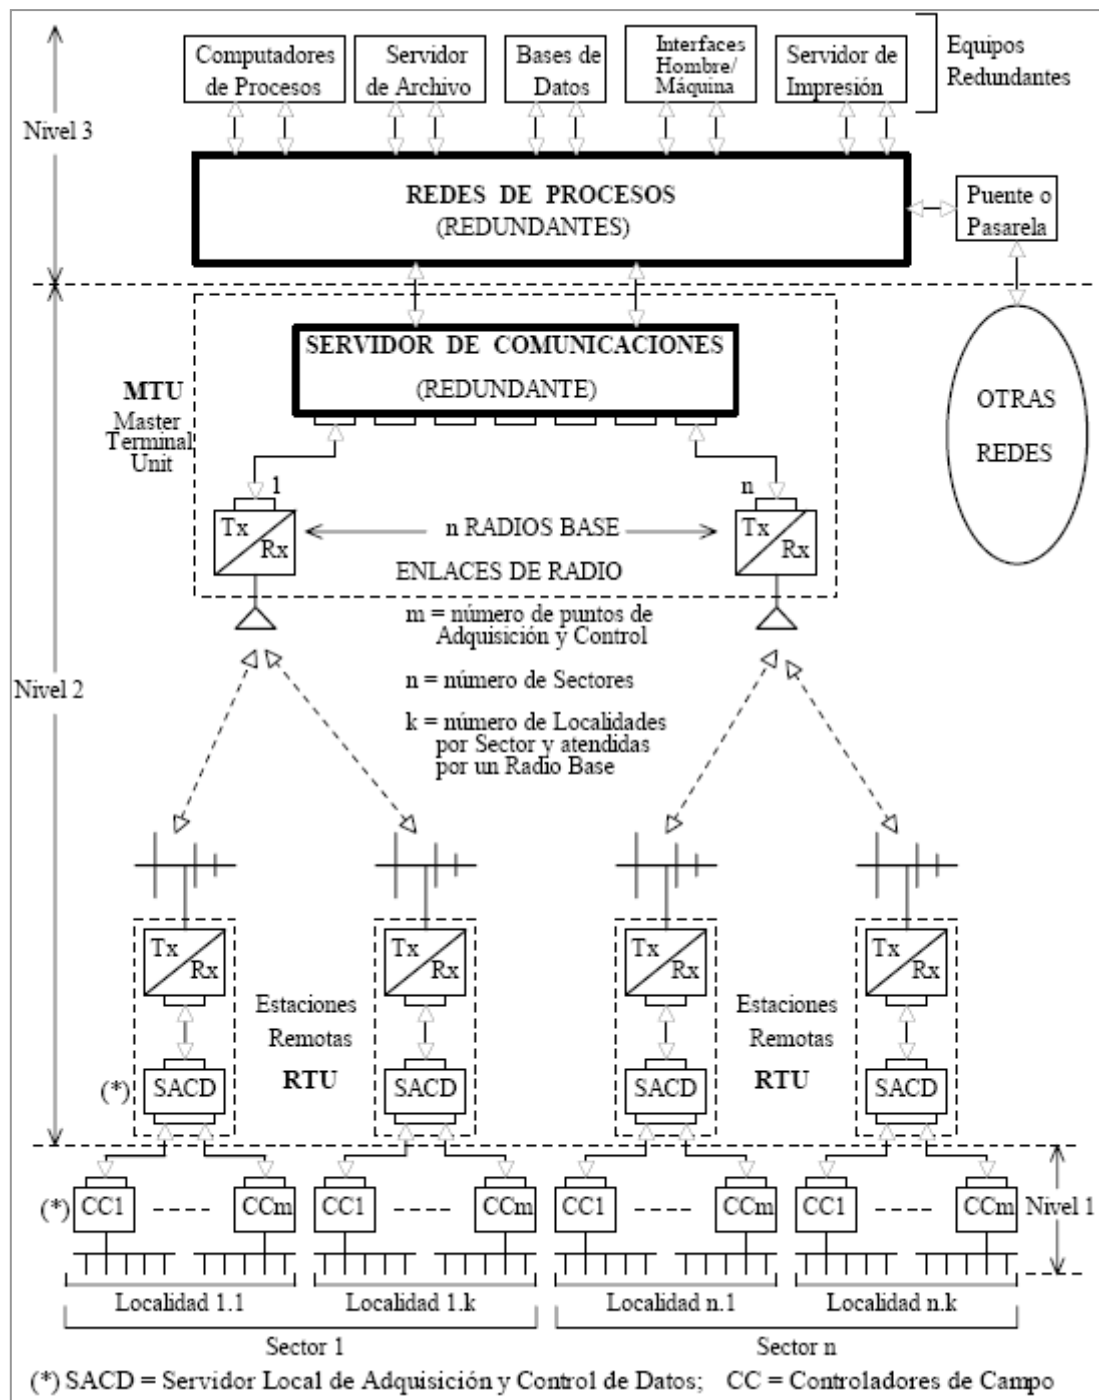 Computadores
de Procesos
Servidor
de Archivo
Bases de
Datos
Interfaces
Hombre/
Máquina
Servidor de
Impresión
Equipos
Redundantes
Nivel 3
REDES DE PROCESOS
(REDUNDANTES)
Puente o
Pasarela
SERVIDOR DE COMUNICACIONES
(REDUNDANTE)
MTU
Master
Terminal
Unit
OTRAS
REDES
1
n
Tx
Rx
n RADIOS BASE
Tx
Rx
ENLACES DE RADIO
m = número de puntos de
Adquisición y Control
n = número de Sectores
k = número de Localidades
por Sector y atendidas
por un Radio Base
Nivel 2
Tx
Rx
Tx
Rx
Tx
Rx
Tx
Rx
Estaciones
Remotas
RTU
Estaciones
Remotas
RTU
(*)
SACD
SACD
SACD
SACD
(*)
CC1
CCm
CC1
CCm
CC1
CCm
CC1
CCm
Nivel 1
Localidad 1.1
Localidad 1.k
Localidad n.1
Localidad n.k
Sector 1
Sector n
(*) SACD = Servidor Local de Adquisición y Control de Datos; CC = Controladores de Campo